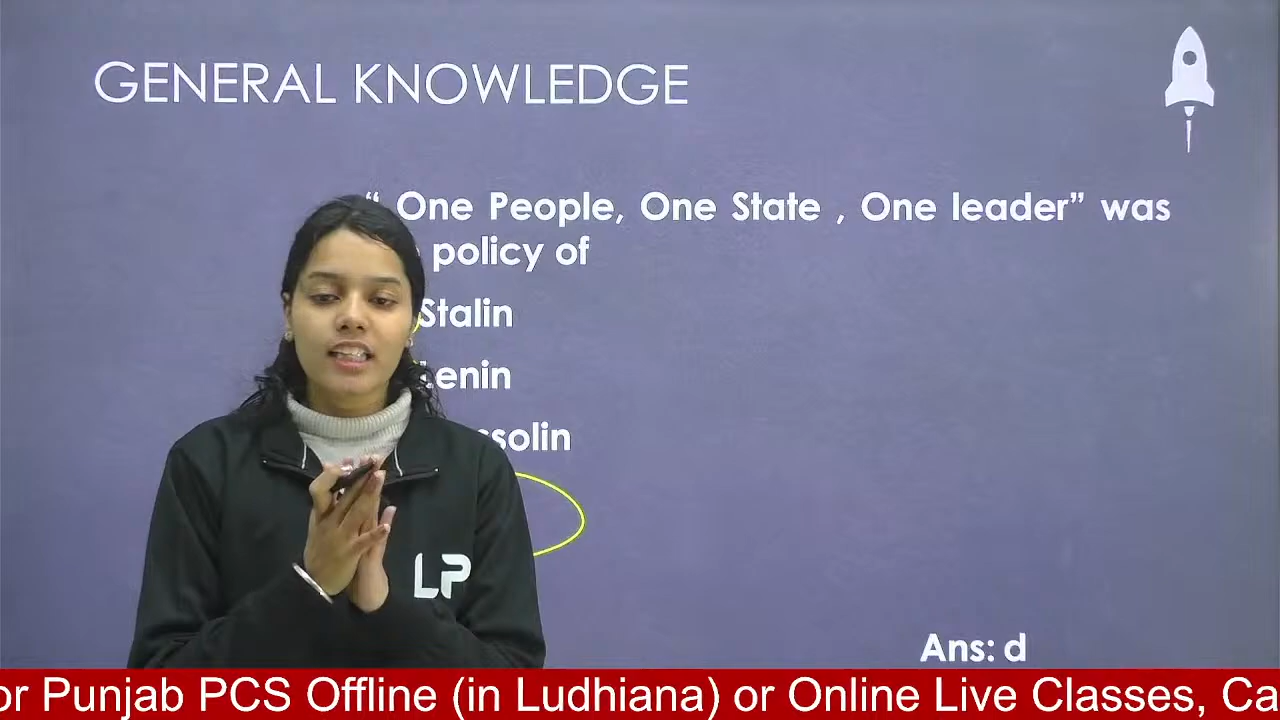 GENERAL KNOWLEDGE
“ One People, One State , One leader” was
policy of
Stalin
Lenin
ssolin
LP
Ans: d
or Punjab PCS Offline (in Ludhiana) or Online Live Classes, Ca